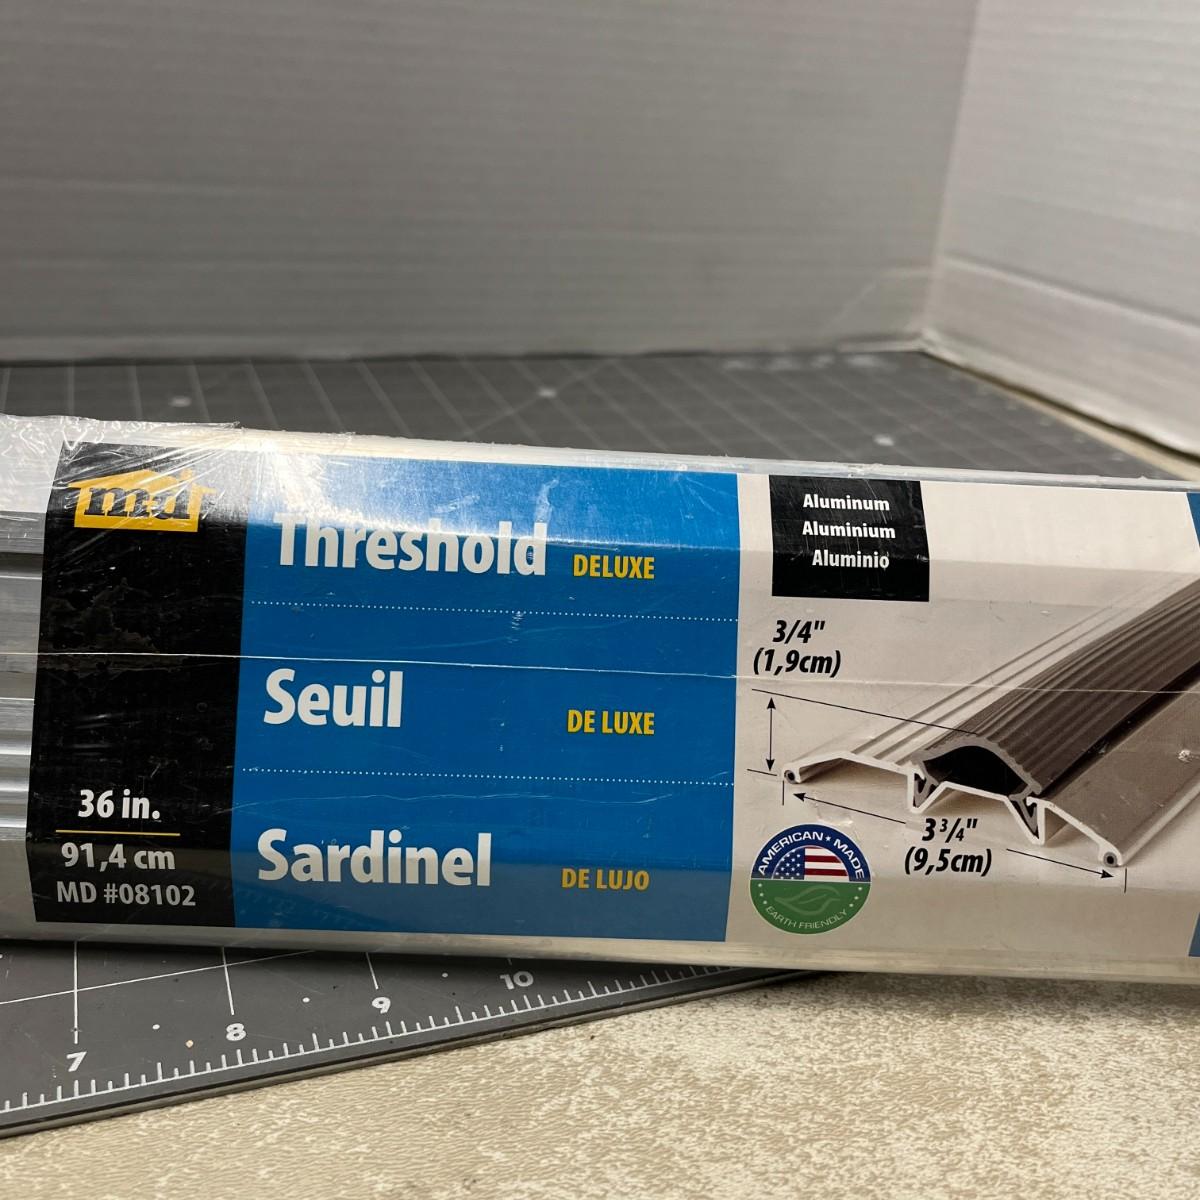 md
Threshold DELUXE
Seuil DE LUXE
Sardinel DE LUJO
36 in.
91,4 cm
MD #08102
Aluminum
Aluminium
Aluminio
3/4"
(1,9cm)
3 3/4"
(9,5cm)
AMERICAN ★ MADE
EARTH FRIENDLY
7
8
9
10